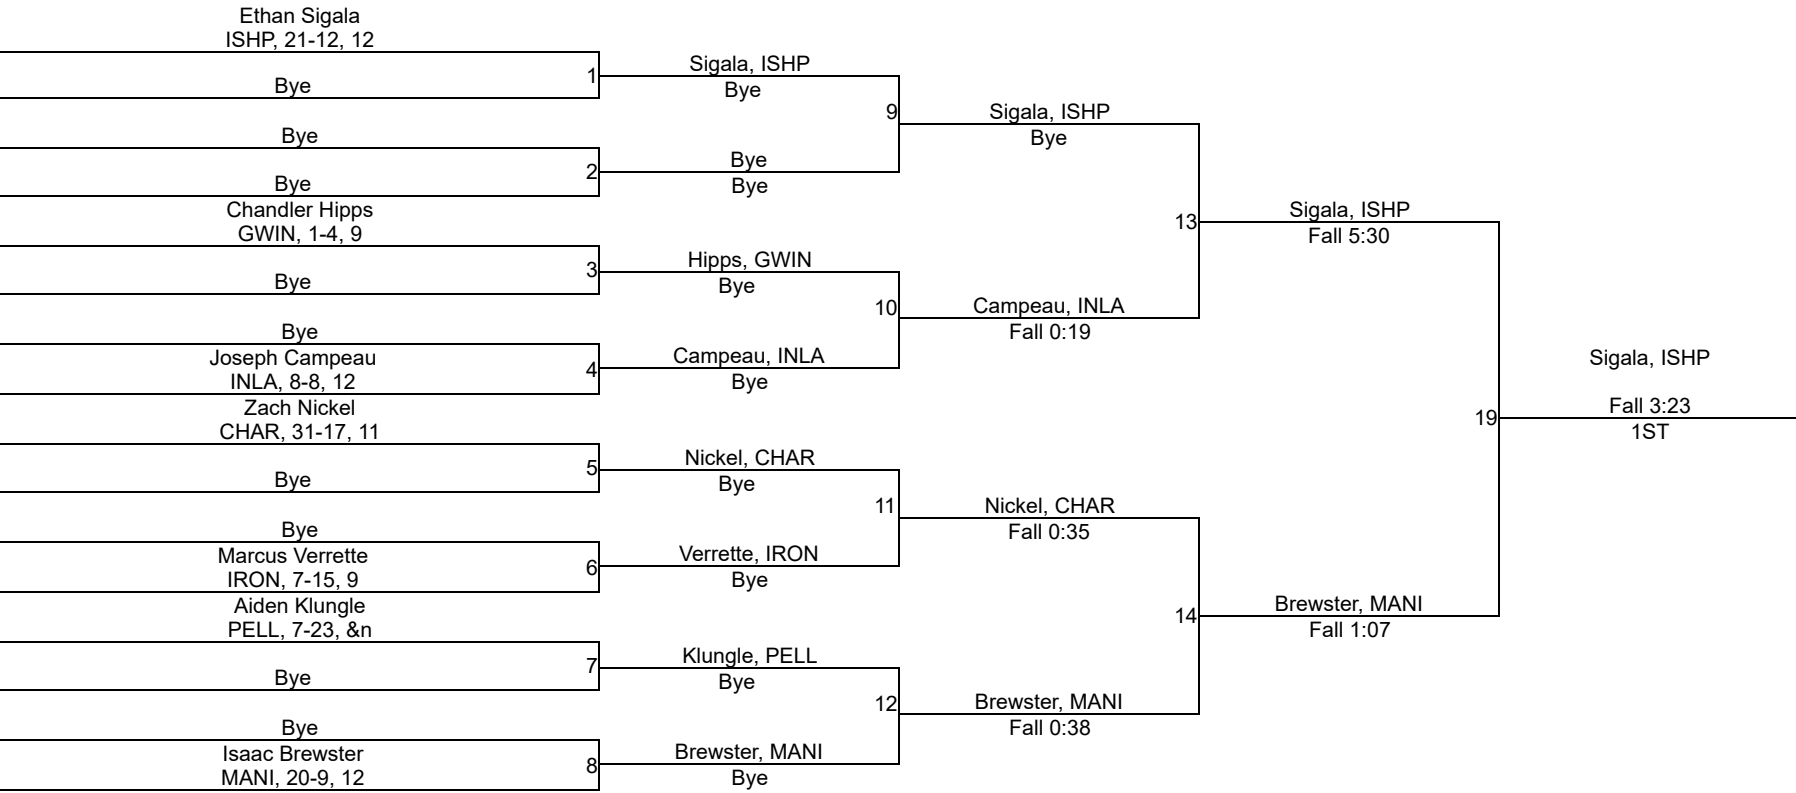 Ethan Sigala
ISHP, 21-12, 12
Bye
1
Bye
Bye
2
Chandler Hipps
GWIN, 1-4, 9
Bye
3
Bye
Joseph Campeau
INLA, 8-8, 12
4
Zach Nickel
CHAR, 31-17, 11
Bye
5
Bye
Marcus Verrette
IRON, 7-15, 9
6
Aiden Klungle
PELL, 7-23, &n
Bye
7
Bye
Isaac Brewster
MANI, 20-9, 12
8
Sigala, ISHP
Bye
9
Bye
Bye
Hipps, GWIN
Bye
10
Campeau, INLA
Bye
Nickel, CHAR
Bye
11
Verrette, IRON
Bye
Klungle, PELL
Bye
12
Brewster, MANI
Bye
Sigala, ISHP
Bye
13
Campeau, INLA
Fall 0:19
Nickel, CHAR
Fall 0:35
14
Brewster, MANI
Fall 0:38
Sigala, ISHP
Fall 5:30
19
Brewster, MANI
Fall 1:07
Sigala, ISHP
Fall 3:23
1ST